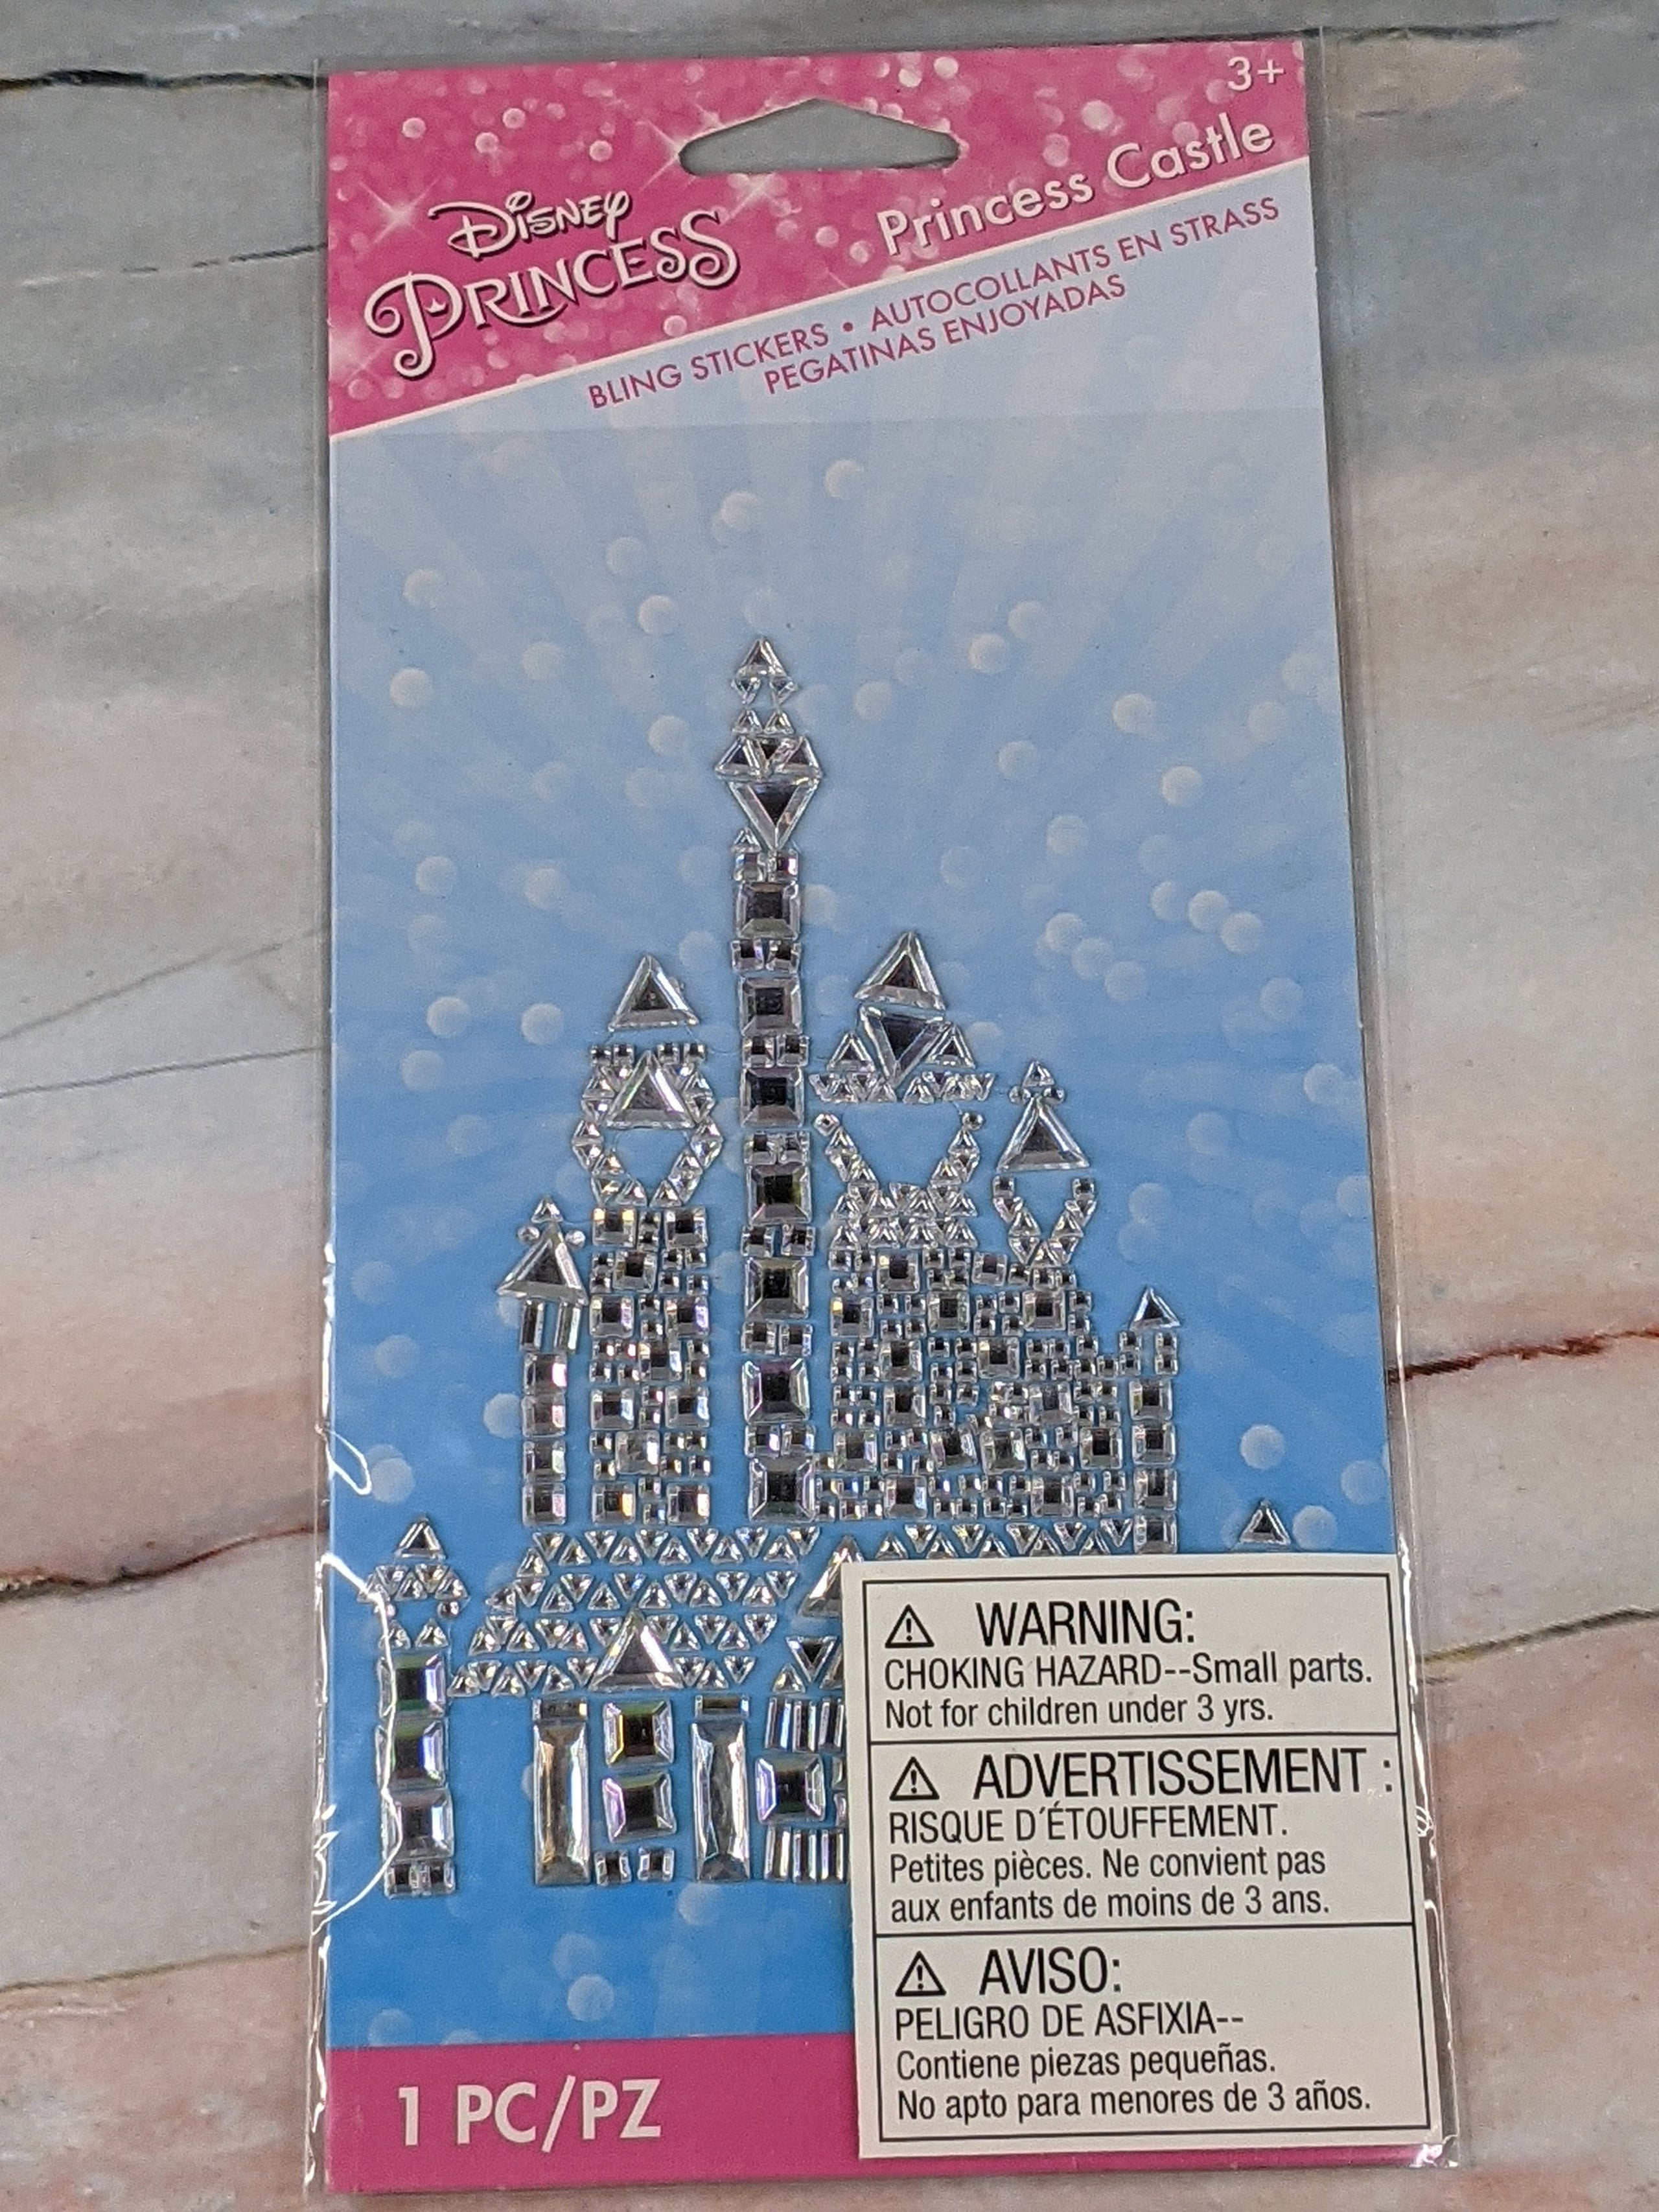 3+
Disney
PRINCESS
Princess Castle
BLING STICKERS • AUTOCOLLANTS EN STRASS
PEGATINAS ENJOYADAS
⚠ WARNING:
CHOKING HAZARD--Small parts.
Not for children under 3 yrs.
⚠ ADVERTISSEMENT :
RISQUE D´ÉTOUFFEMENT.
Petites pièces. Ne convient pas
aux enfants de moins de 3 ans.
⚠ AVISO:
PELIGRO DE ASFIXIA--
Contiene piezas pequeñas.
No apto para menores de 3 años.
1 PC/PZ